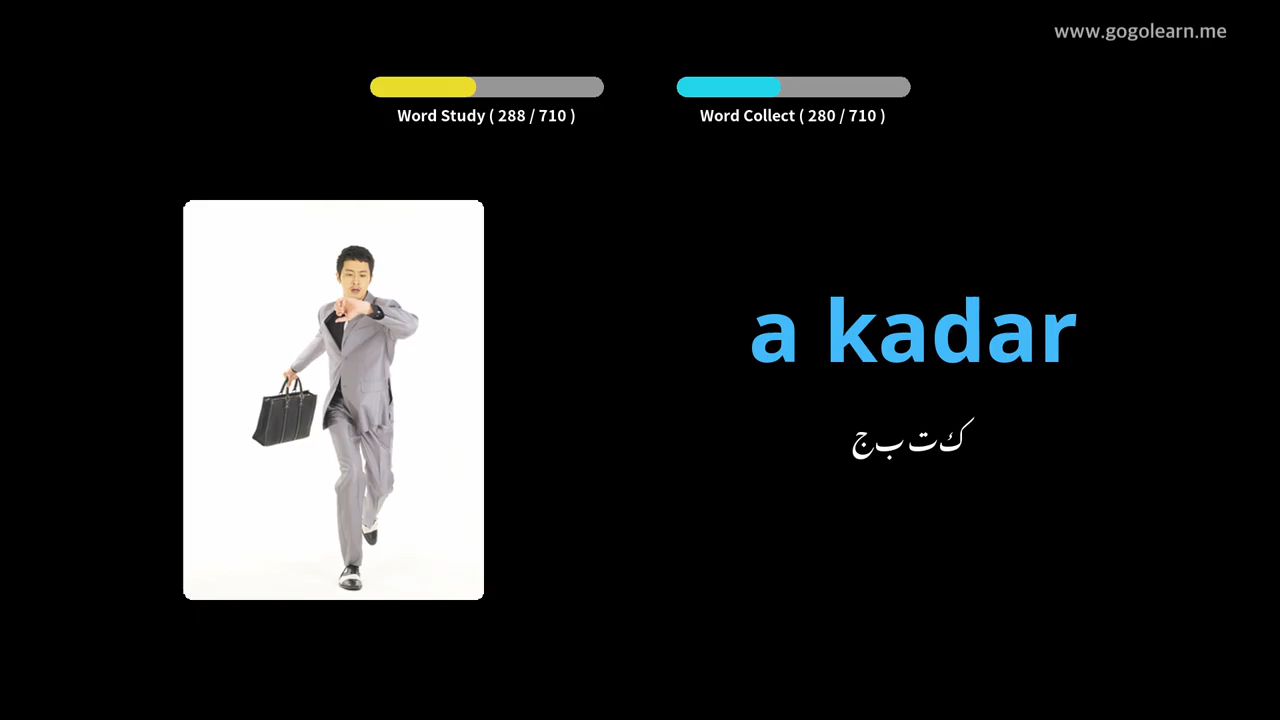 www.gogolearn.me
Word Study ( 288 / 710 )
Word Collect ( 280 / 710 )
a kadar
ك ت ب ج